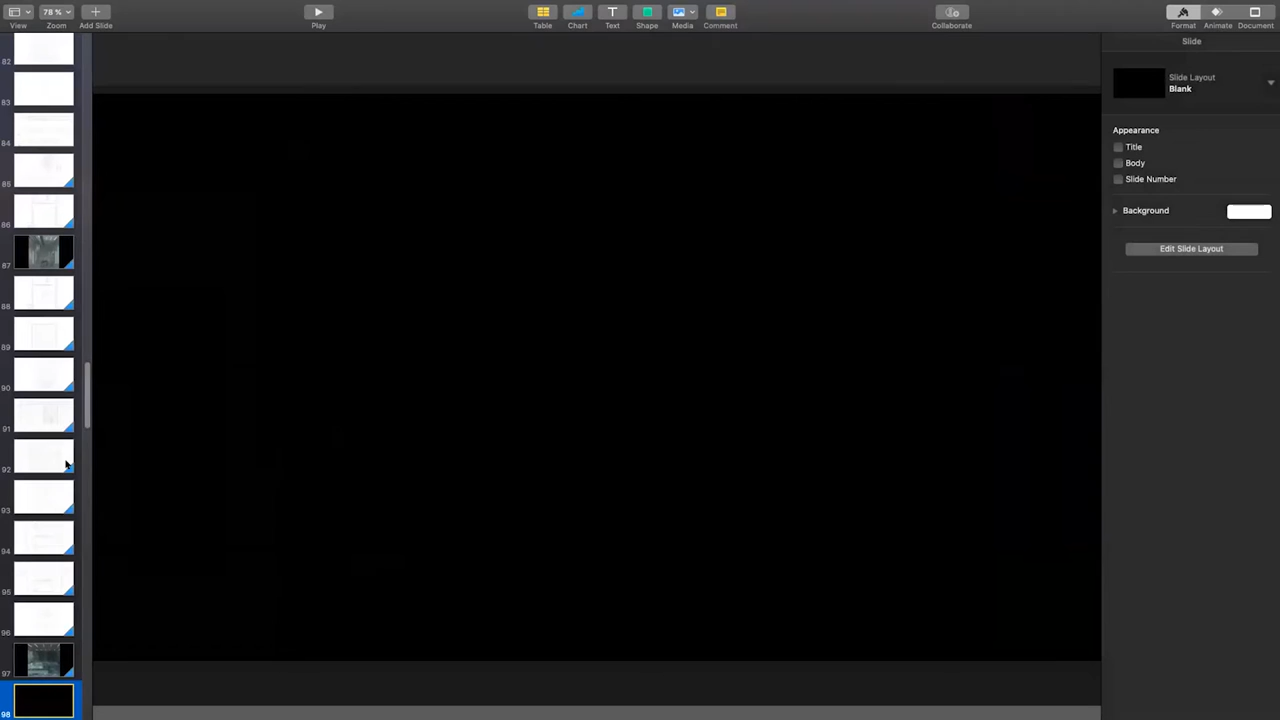 78 %
View
Zoom
Add Slide
Play
Table
Chart
Text
Shape
Media
Comment
Collaborate
Format
Animate
Document
82
83
84
85
86
87
88
89
90
91
92
93
94
95
96
97
98
Slide
Slide Layout
Blank
Appearance
Title
Body
Slide Number
Background
Edit Slide Layout